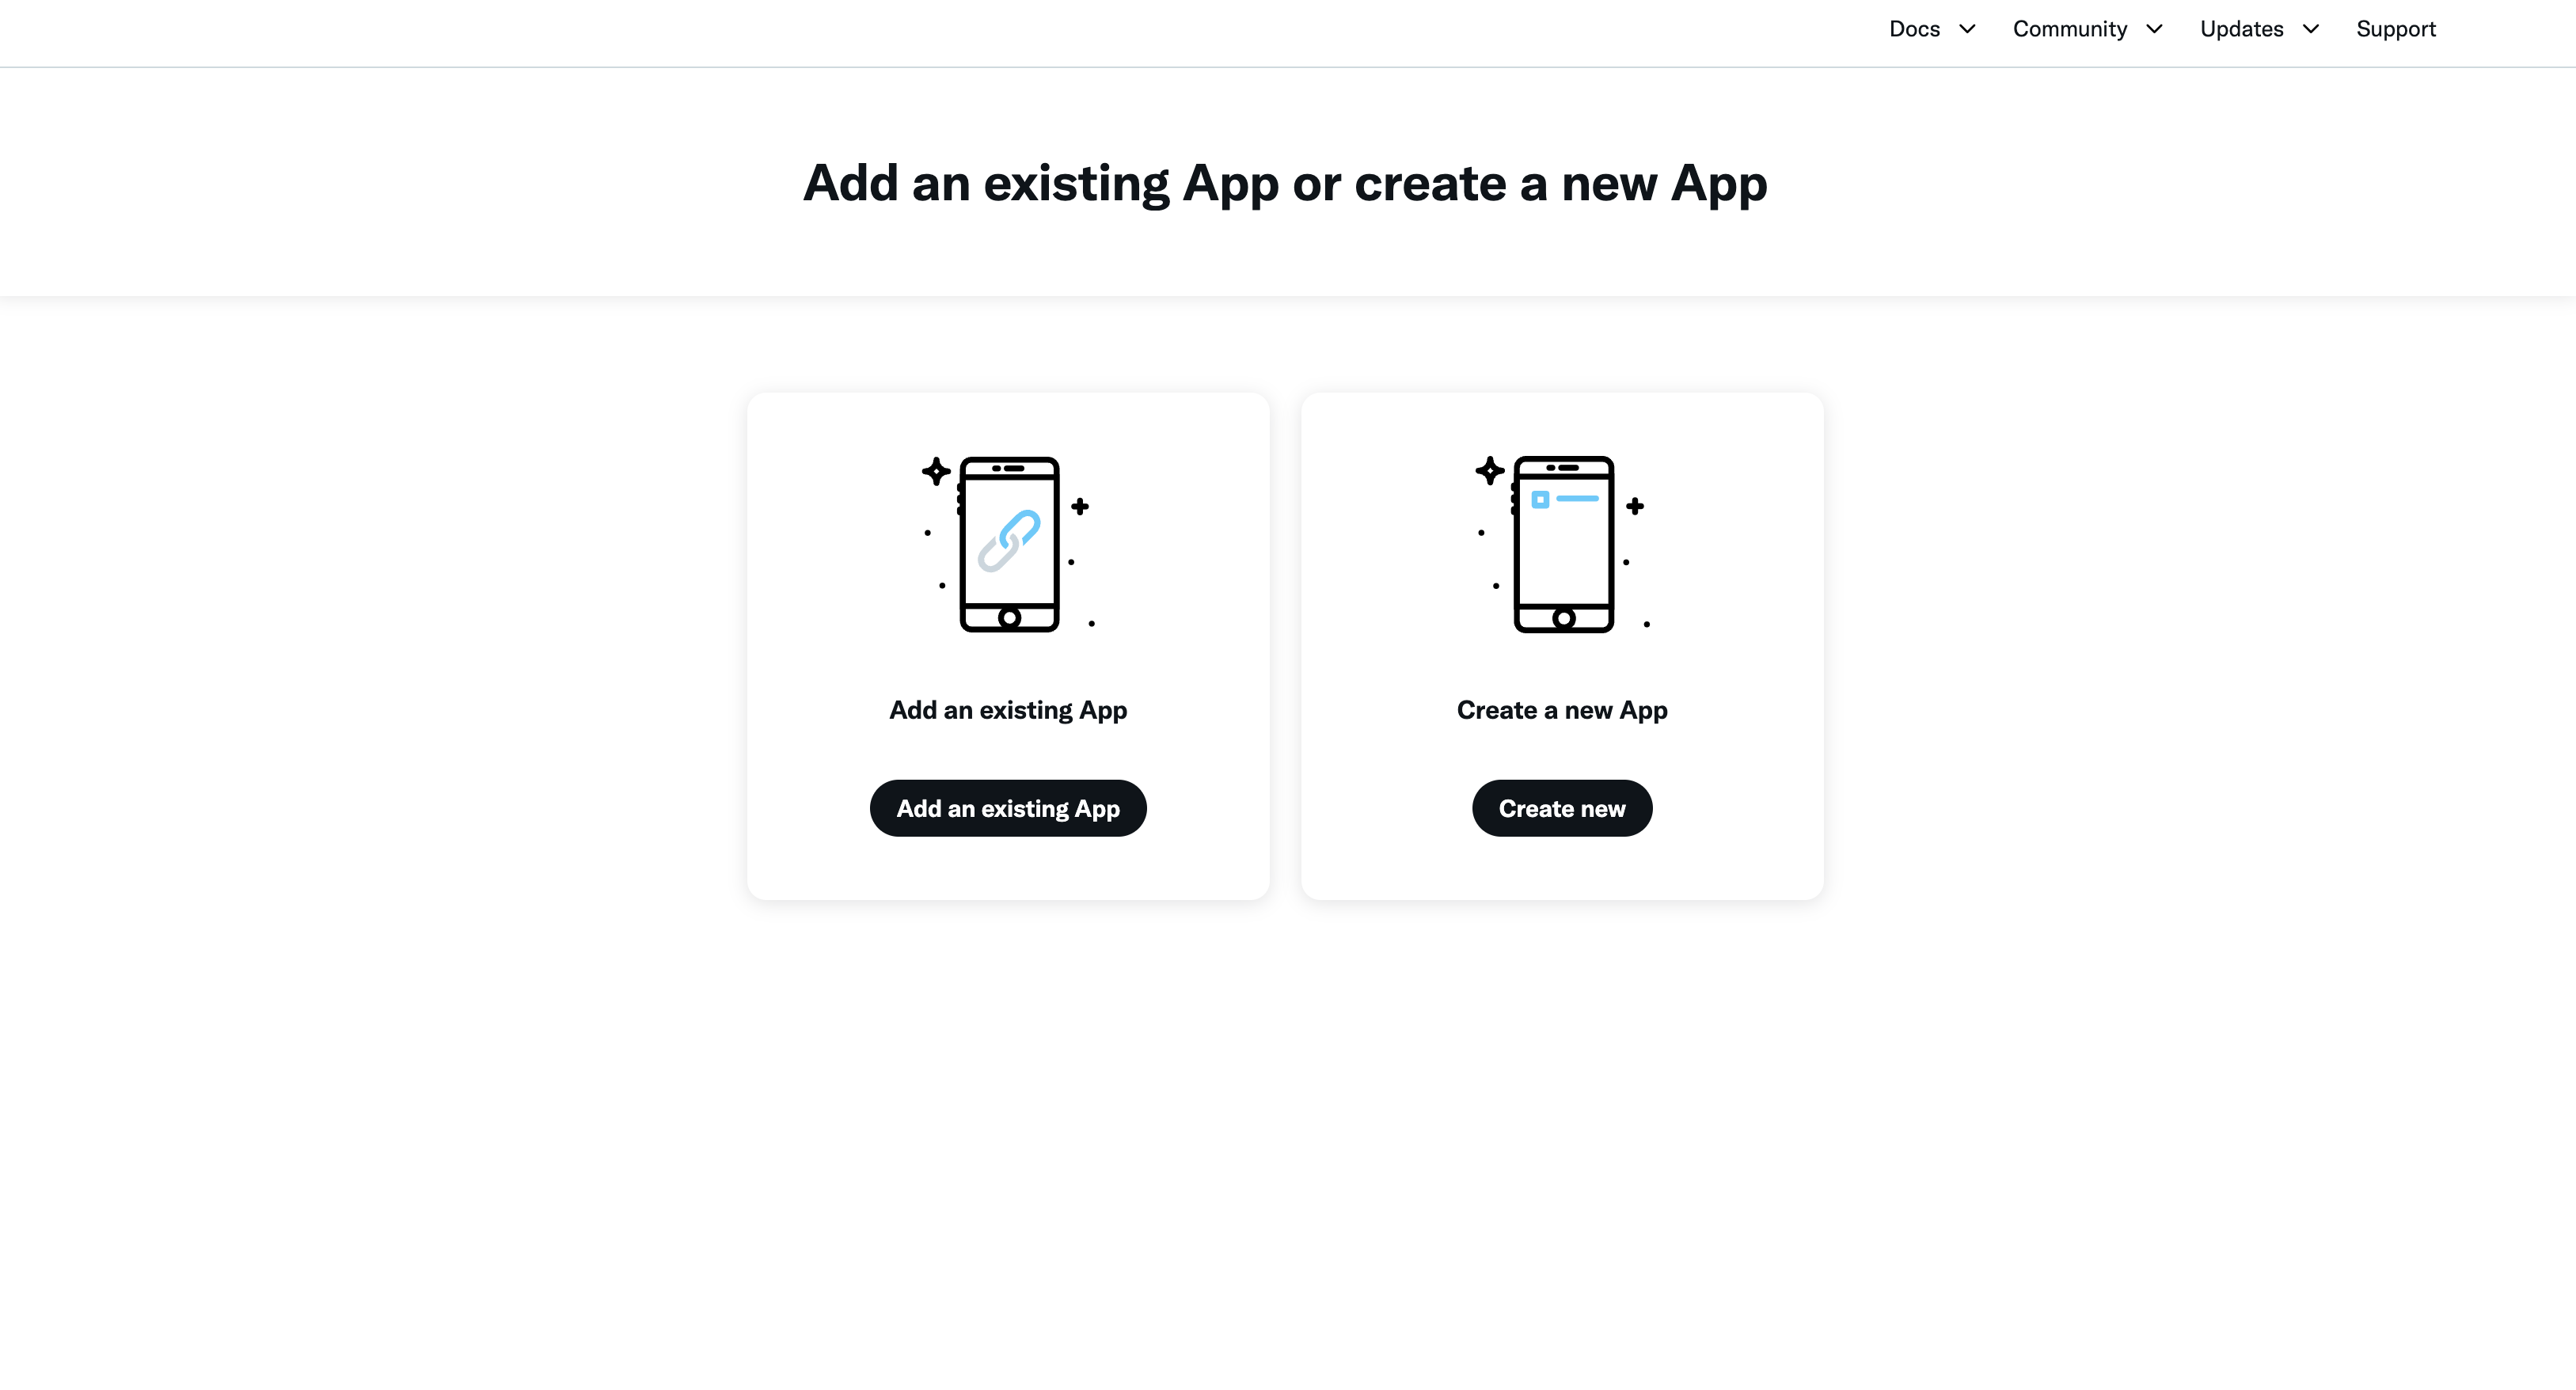 Docs Community Updates Support
Add an existing App or create a new App
Add an existing App
Add an existing App
Create a new App
Create new